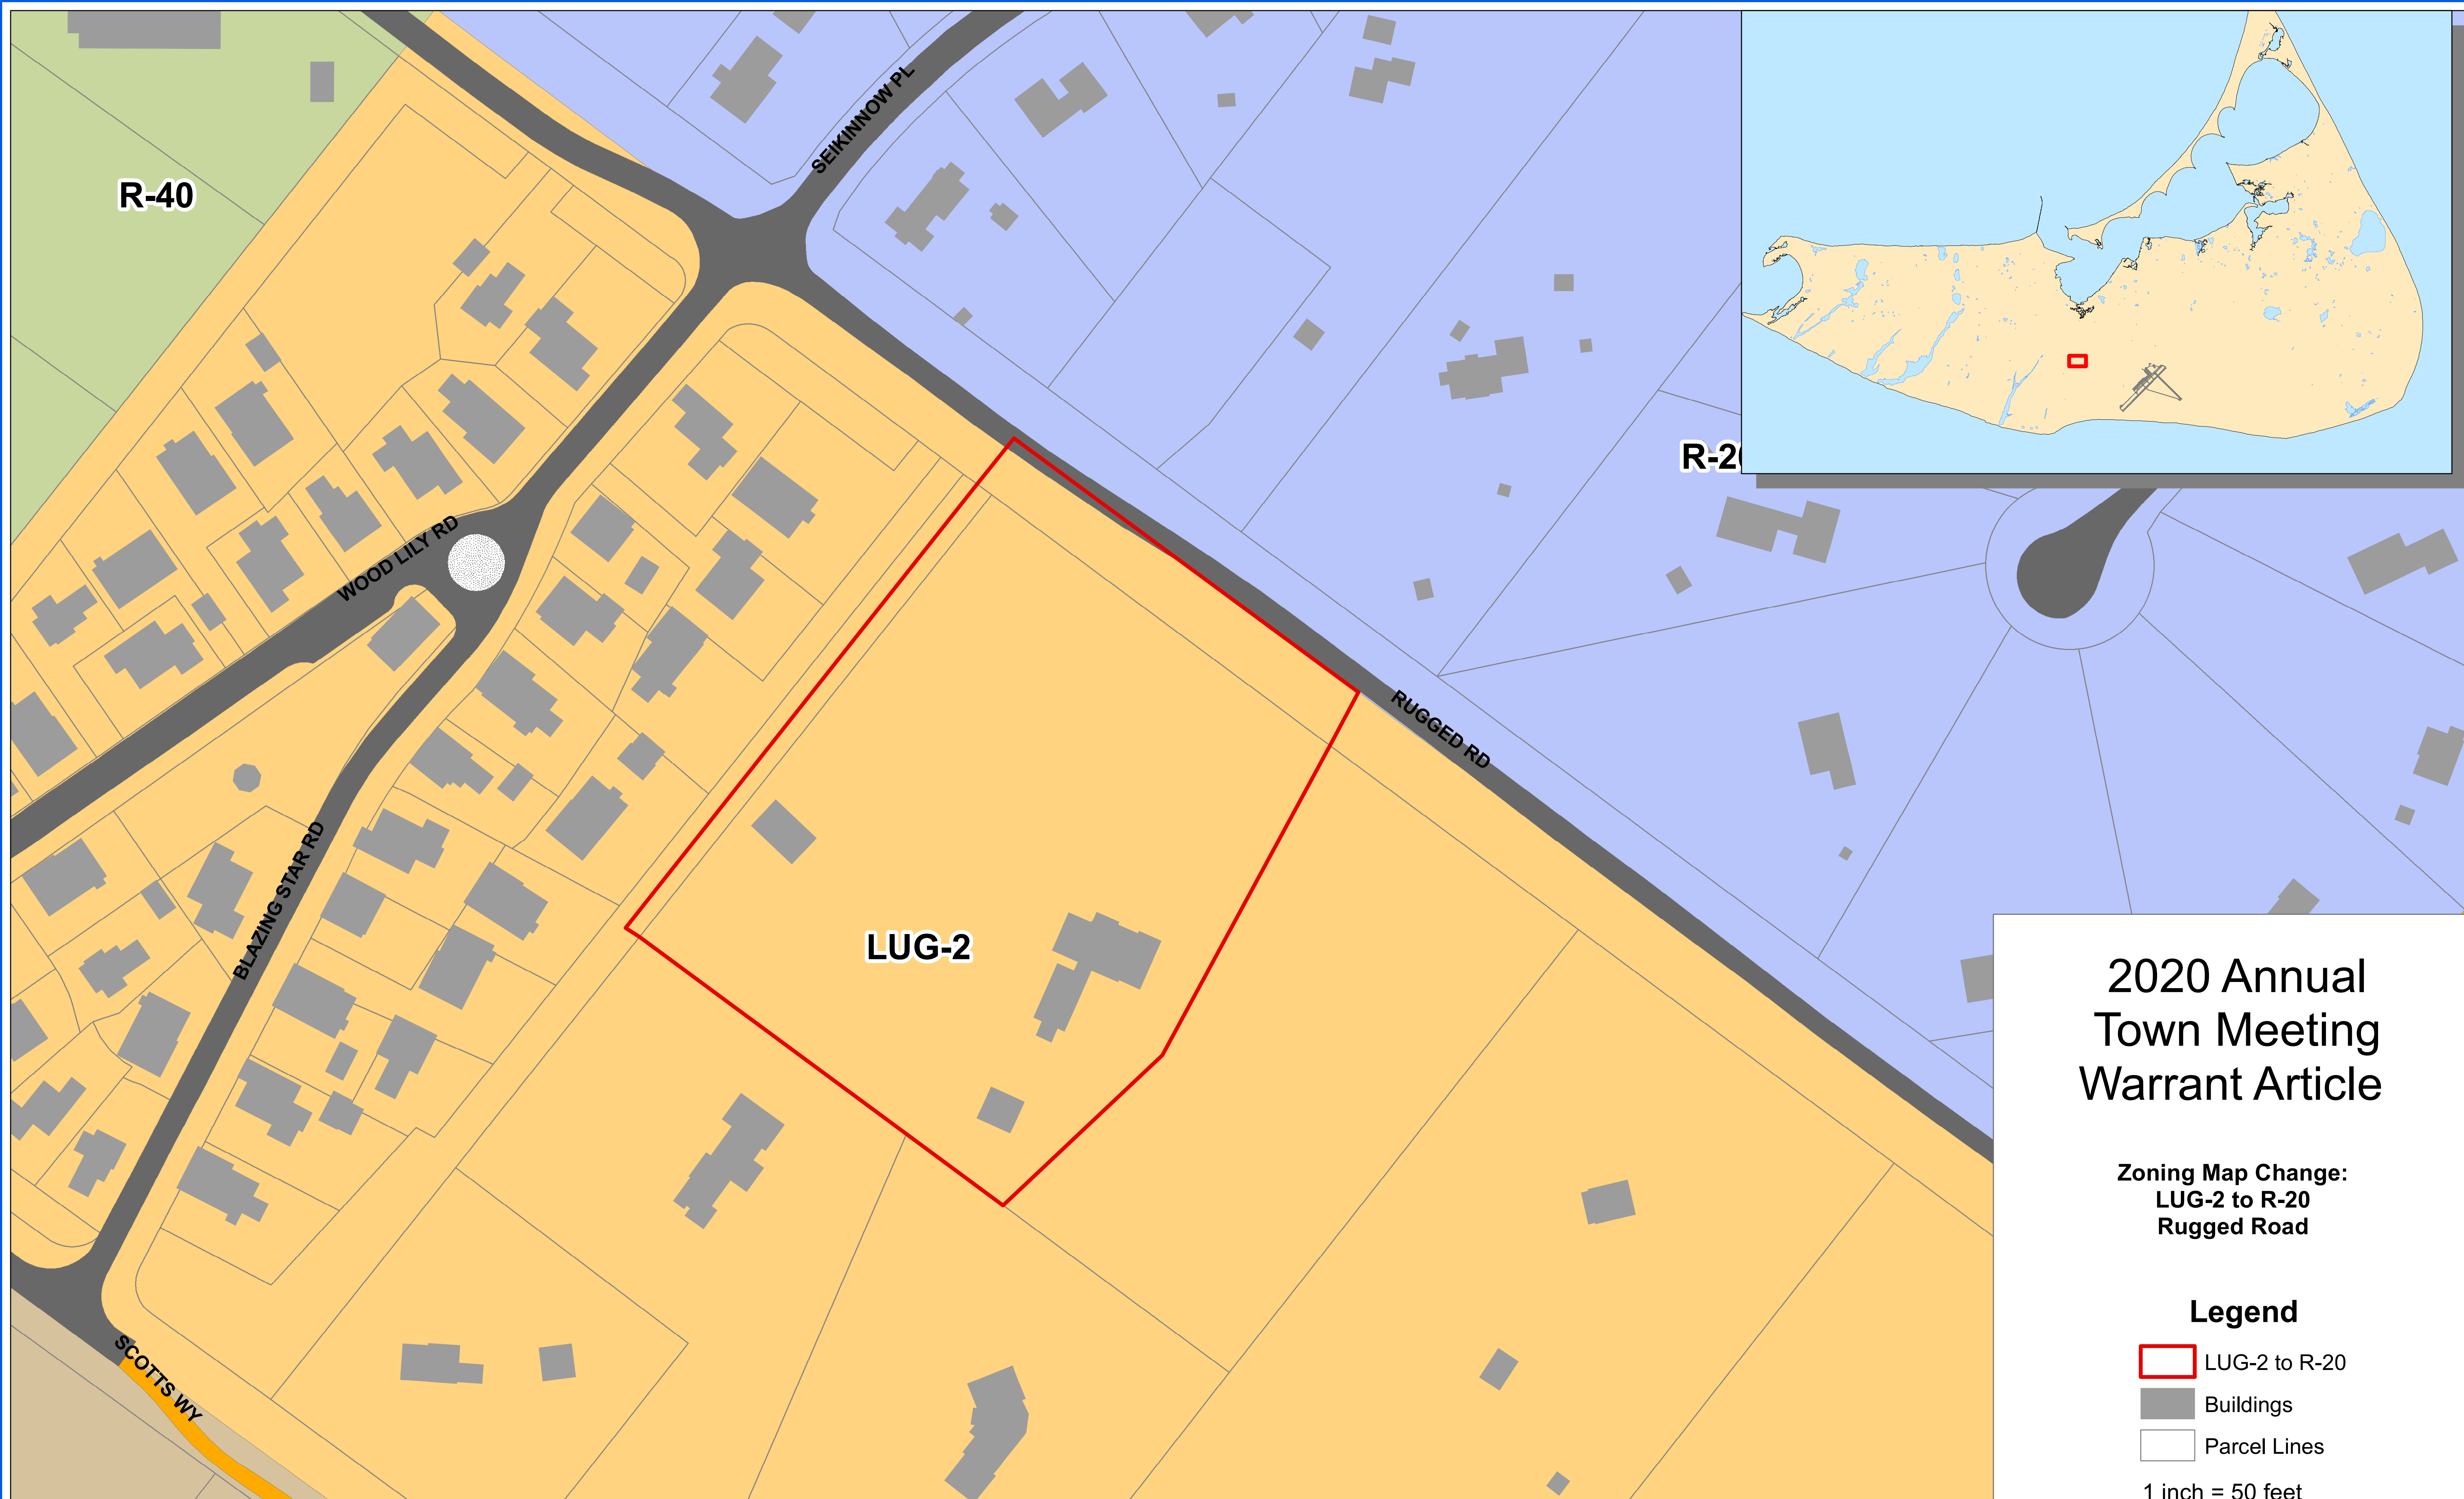 SEIKINNOW PL
R-40
WOOD LILY RD
RUGGED RD
BLAZING STAR RD
LUG-2
SCOTTS WY
2020 Annual
Town Meeting
Warrant Article
Zoning Map Change:
LUG-2 to R-20
Rugged Road
Legend
LUG-2 to R-20
Buildings
Parcel Lines
1 inch = 50 feet